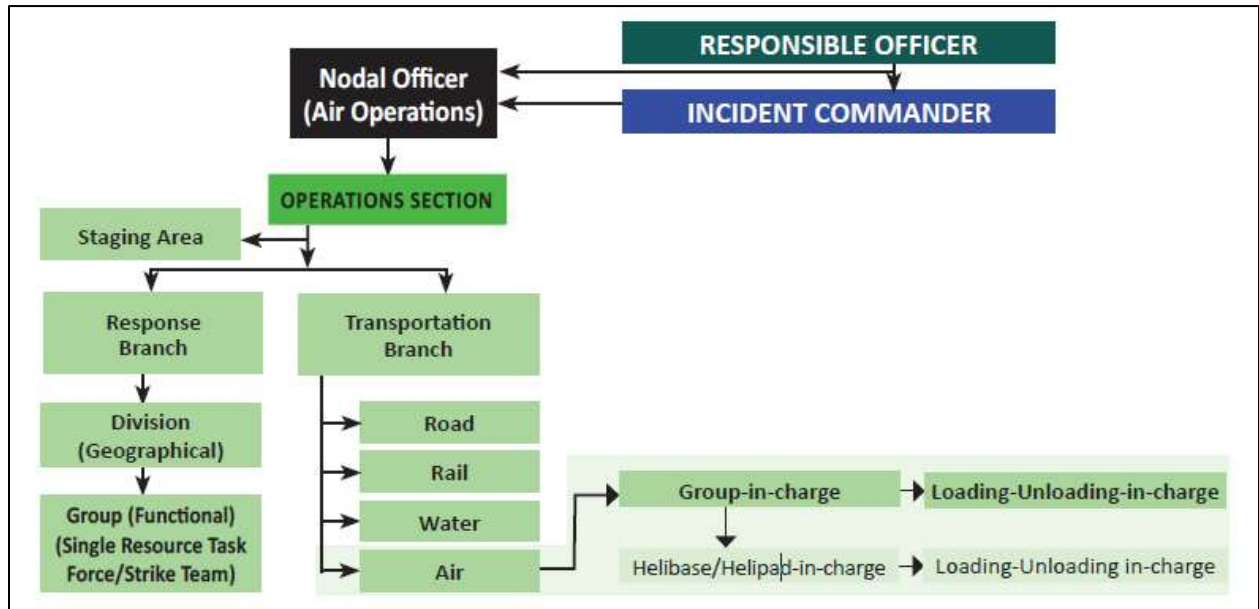 RESPONSIBLE OFFICER
Nodal Officer
(Air Operations)
INCIDENT COMMANDER
OPERATIONS SECTION
Staging Area
Response
Branch
Transportation
Branch
Division
(Geographical)
Group (Functional)
(Single Resource Task
Force/Strike Team)
Road
Rail
Water
Air
Group-in-charge
Loading-Unloading-in-charge
Helibase/Helipad-in-charge
Loading-Unloading in-charge